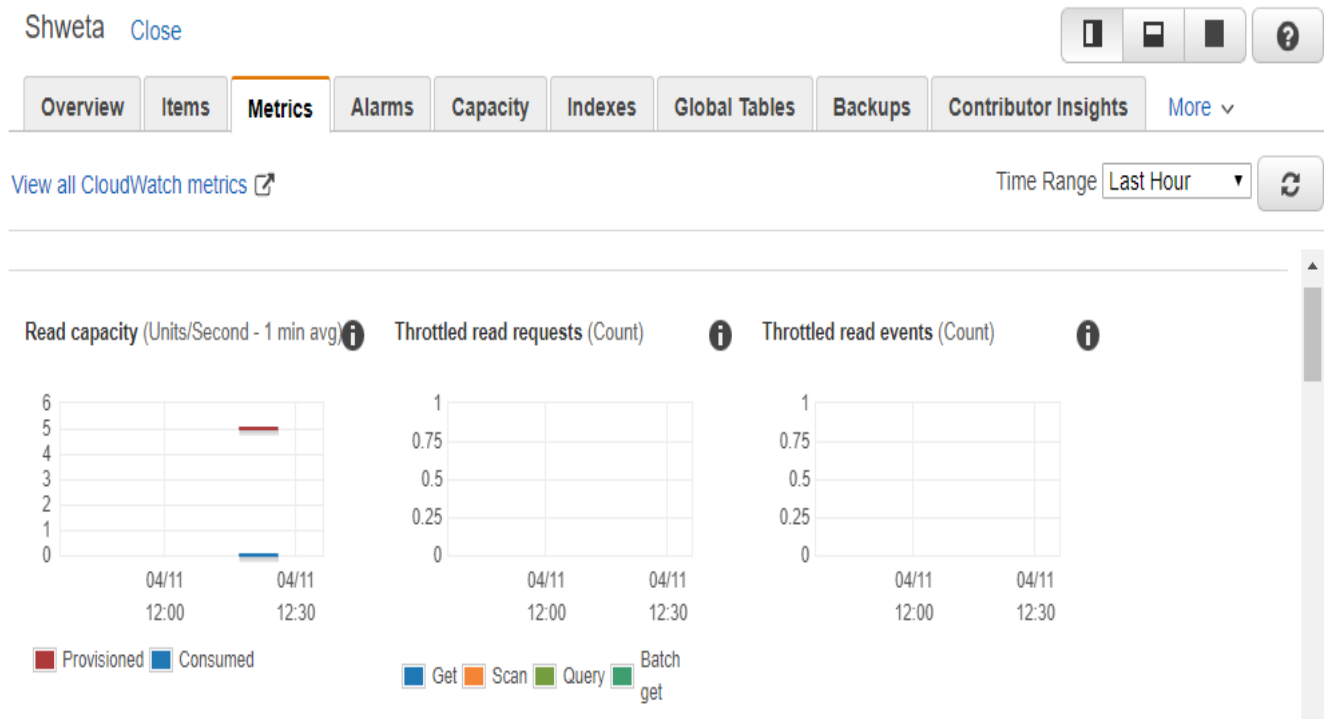 Shweta Close
Overview Items Metrics Alarms Capacity Indexes Global Tables Backups Contributor Insights More
View all CloudWatch metrics Time Range Last Hour
Read capacity (Units/Second - 1 min avg) Throttled read requests (Count) Throttled read events (Count)
6 1 1
5
4 0.75 0.75
3 0.5 0.5
2 0.25 0.25
1
0 0 0
04/11 04/11 04/11 04/11 04/11 04/11
12:00 12:30 12:00 12:30 12:00 12:30
Provisioned Consumed Get Scan Query Batch get